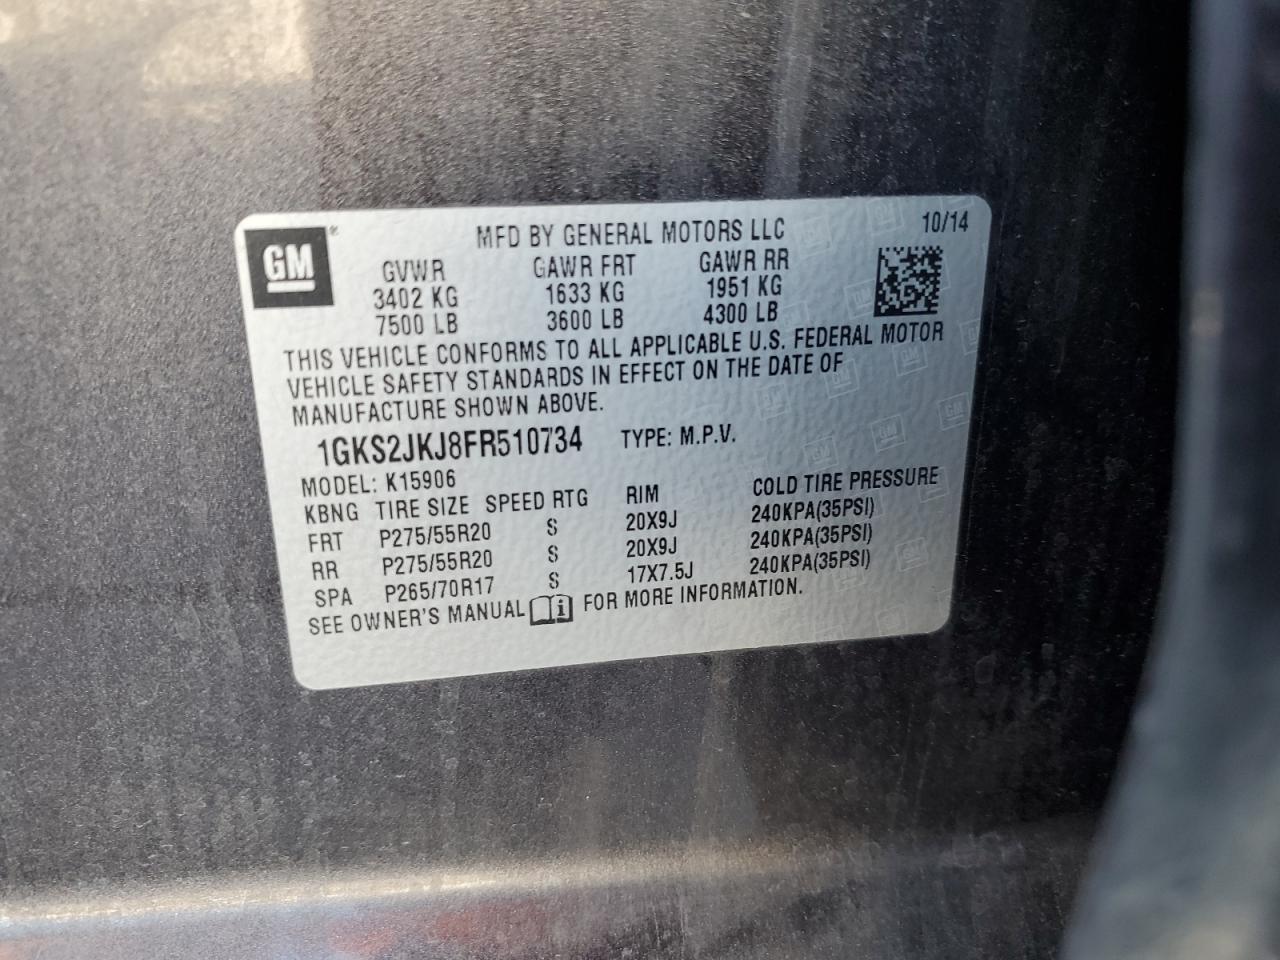 GM
MFD BY GENERAL MOTORS LLC 10/14
GVWR GAWR FRT GAWR RR
3402 KG 1633 KG 1951 KG
7500 LB 3600 LB 4300 LB
THIS VEHICLE CONFORMS TO ALL APPLICABLE U.S. FEDERAL MOTOR
VEHICLE SAFETY STANDARDS IN EFFECT ON THE DATE OF
MANUFACTURE SHOWN ABOVE.
1GKS2JKJ8FR510734 TYPE: M.P.V.
MODEL: K15906
KBNG TIRE SIZE SPEED RTG RIM COLD TIRE PRESSURE
FRT P275/55R20 S 20X9J 240KPA(35PSI)
RR P275/55R20 S 20X9J 240KPA(35PSI)
SPA P265/70R17 S 17X7.5J 240KPA(35PSI)
SEE OWNER'S MANUAL i FOR MORE INFORMATION.